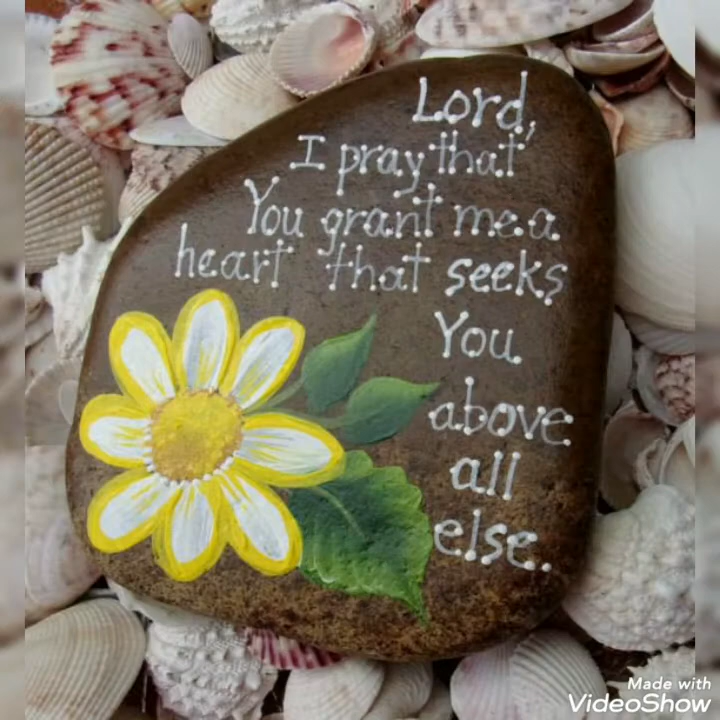 Lord,
I pray that
You grant me a
heart that seeks
You
above
all
else.
Made with
VideoShow